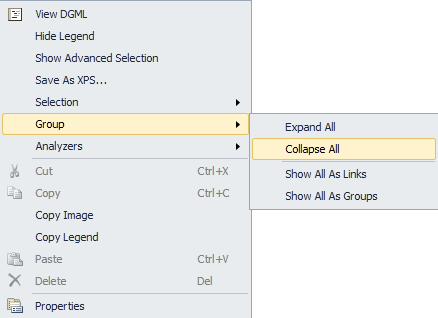 View DGML
Hide Legend
Show Advanced Selection
Save As XPS...
Selection
Group
Analyzers
Cut Ctrl+X
Copy Ctrl+C
Copy Image
Copy Legend
Paste Ctrl+V
Delete Del
Properties
Expand All
Collapse All
Show All As Links
Show All As Groups